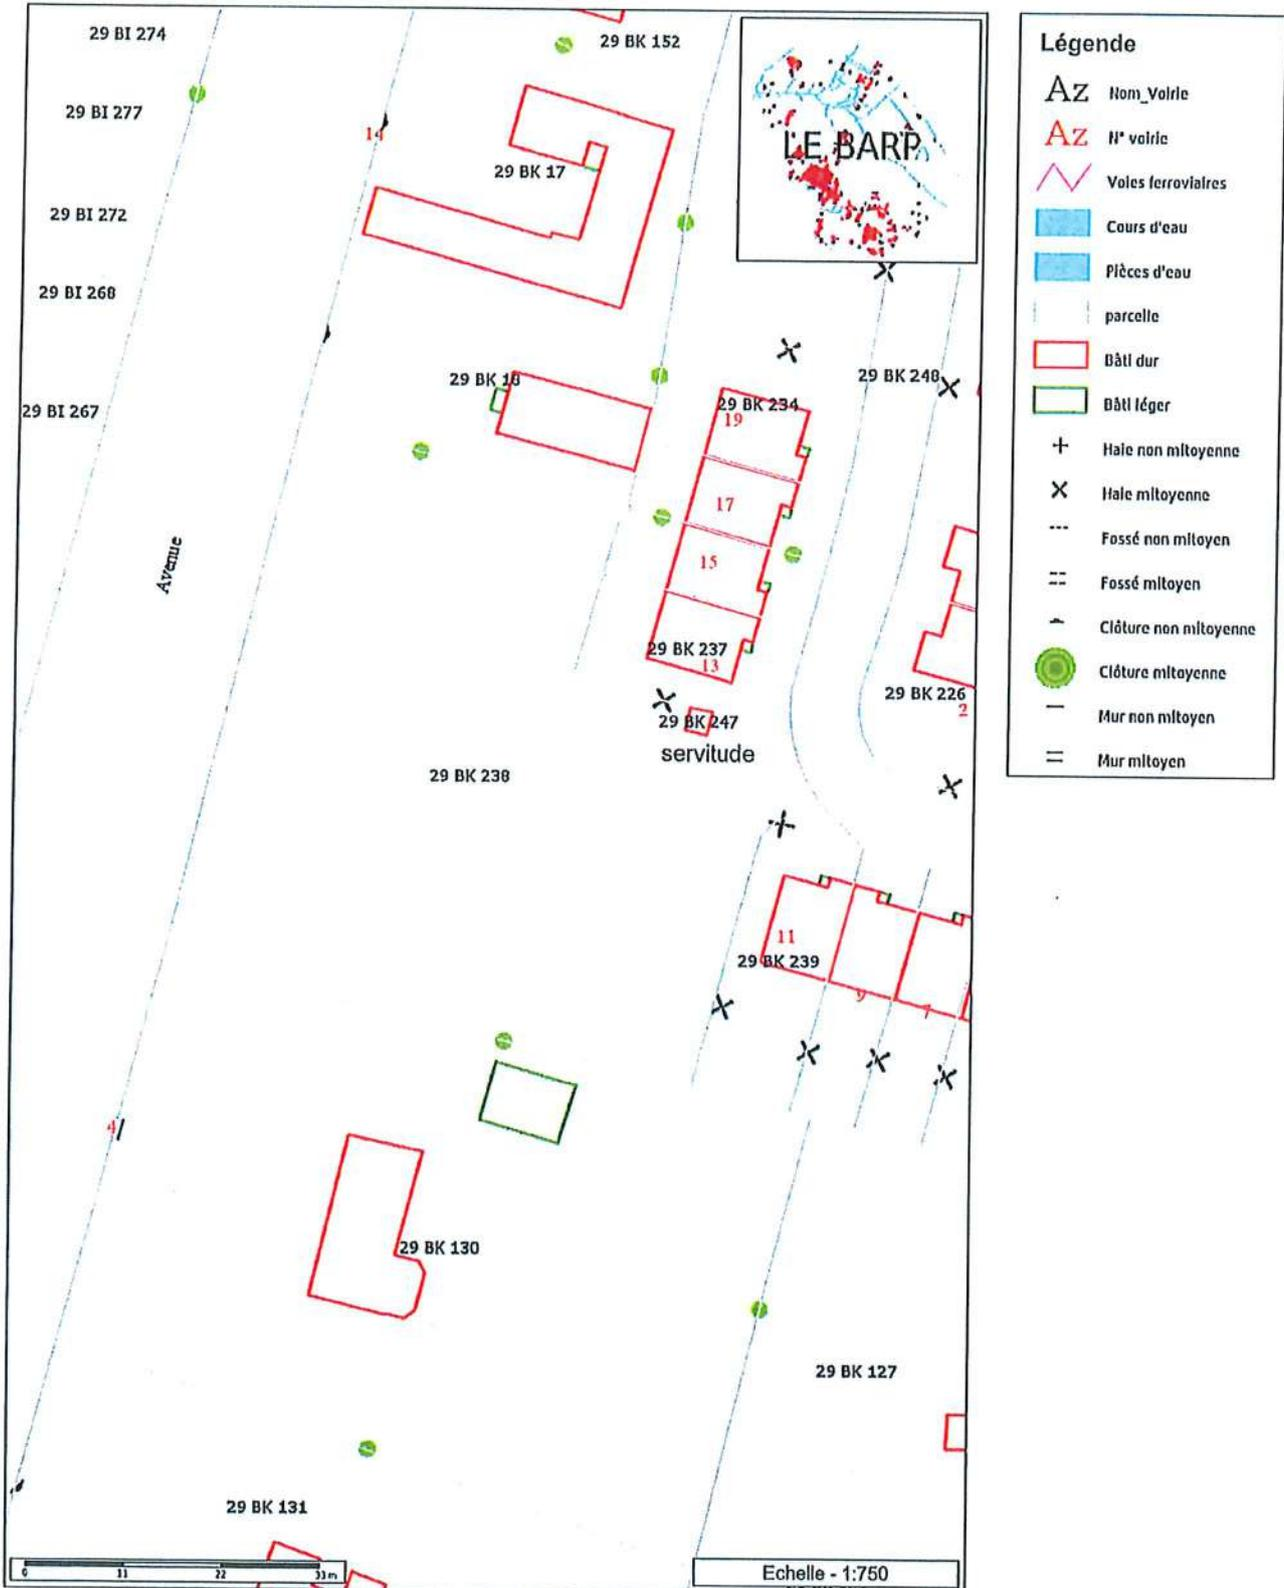 29 BI 274
29 BK 152
29 BI 277
14
29 BK 17
LE BARP
29 BI 272
29 BI 268
29 BK 18
29 BK 248
29 BI 267
29 BK 234
19
17
Avenue
15
29 BK 237
13
29 BK 226
2
29 BK 247
servitude
29 BK 238
11
29 BK 239
9
7
4
29 BK 130
29 BK 127
29 BK 131
0 11 22 33 m
Echelle - 1:750
Légende
Az Nom_Voirie
Az N° voirie
Voies ferroviaires
Cours d'eau
Pièces d'eau
parcelle
Bâti dur
Bâti léger
Haie non mitoyenne
Haie mitoyenne
Fossé non mitoyen
Fossé mitoyen
Clôture non mitoyenne
Clôture mitoyenne
Mur non mitoyen
Mur mitoyen